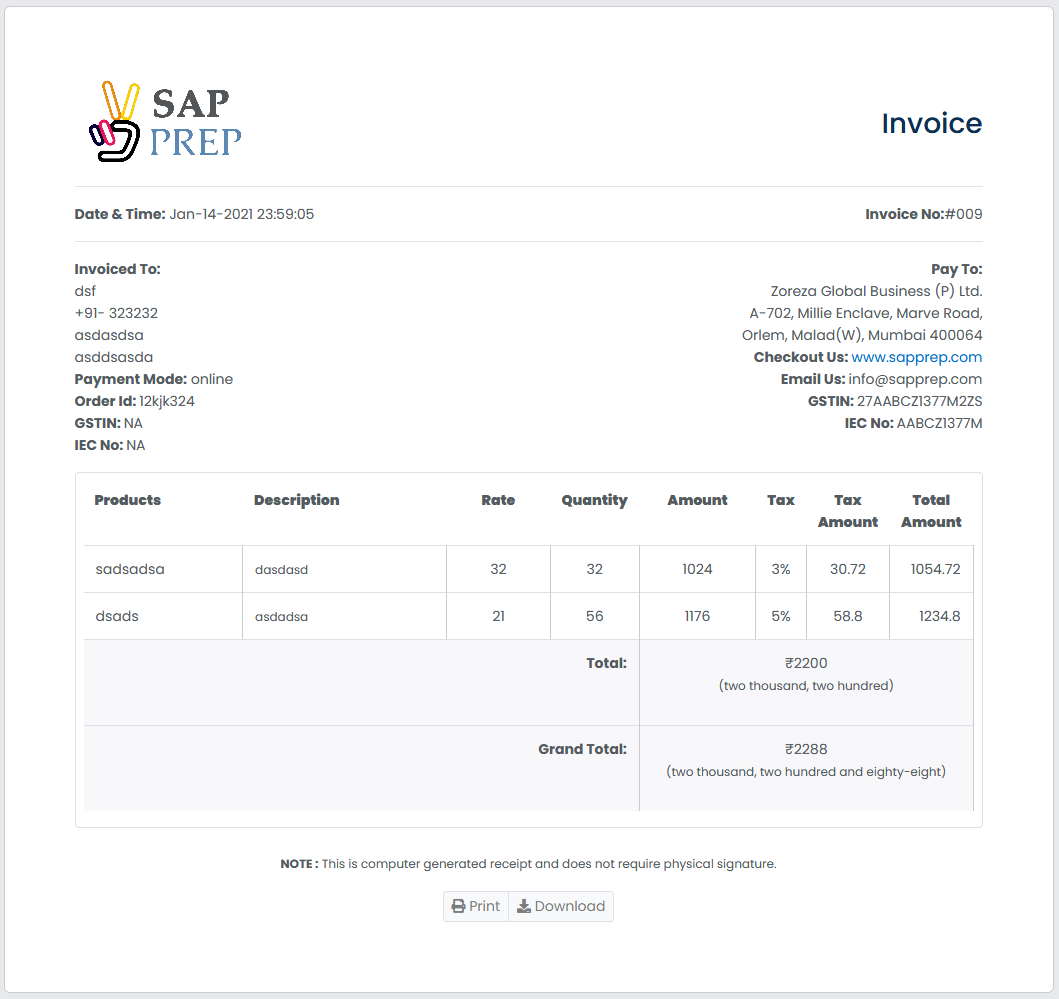 SAP
PREP
Invoice
Date & Time: Jan-14-2021 23:59:05
Invoice No:#009
Invoiced To:
dsf
+91- 323232
asdasdsa
asddsasda
Payment Mode: online
Order Id: 12kjk324
GSTIN: NA
IEC No: NA
Pay To:
Zoreza Global Business (P) Ltd.
A-702, Millie Enclave, Marve Road,
Orlem, Malad(W), Mumbai 400064
Checkout Us: www.sapprep.com
Email Us: info@sapprep.com
GSTIN: 27AABCZ1377M2ZS
IEC No: AABCZ1377M
Products Description Rate Quantity Amount Tax Tax Amount Total Amount
sadsadsa dasdasd 32 32 1024 3% 30.72 1054.72
dsads asdadsa 21 56 1176 5% 58.8 1234.8
Total: ₹2200
(two thousand, two hundred)
Grand Total: ₹2288
(two thousand, two hundred and eighty-eight)
NOTE : This is computer generated receipt and does not require physical signature.
Print Download